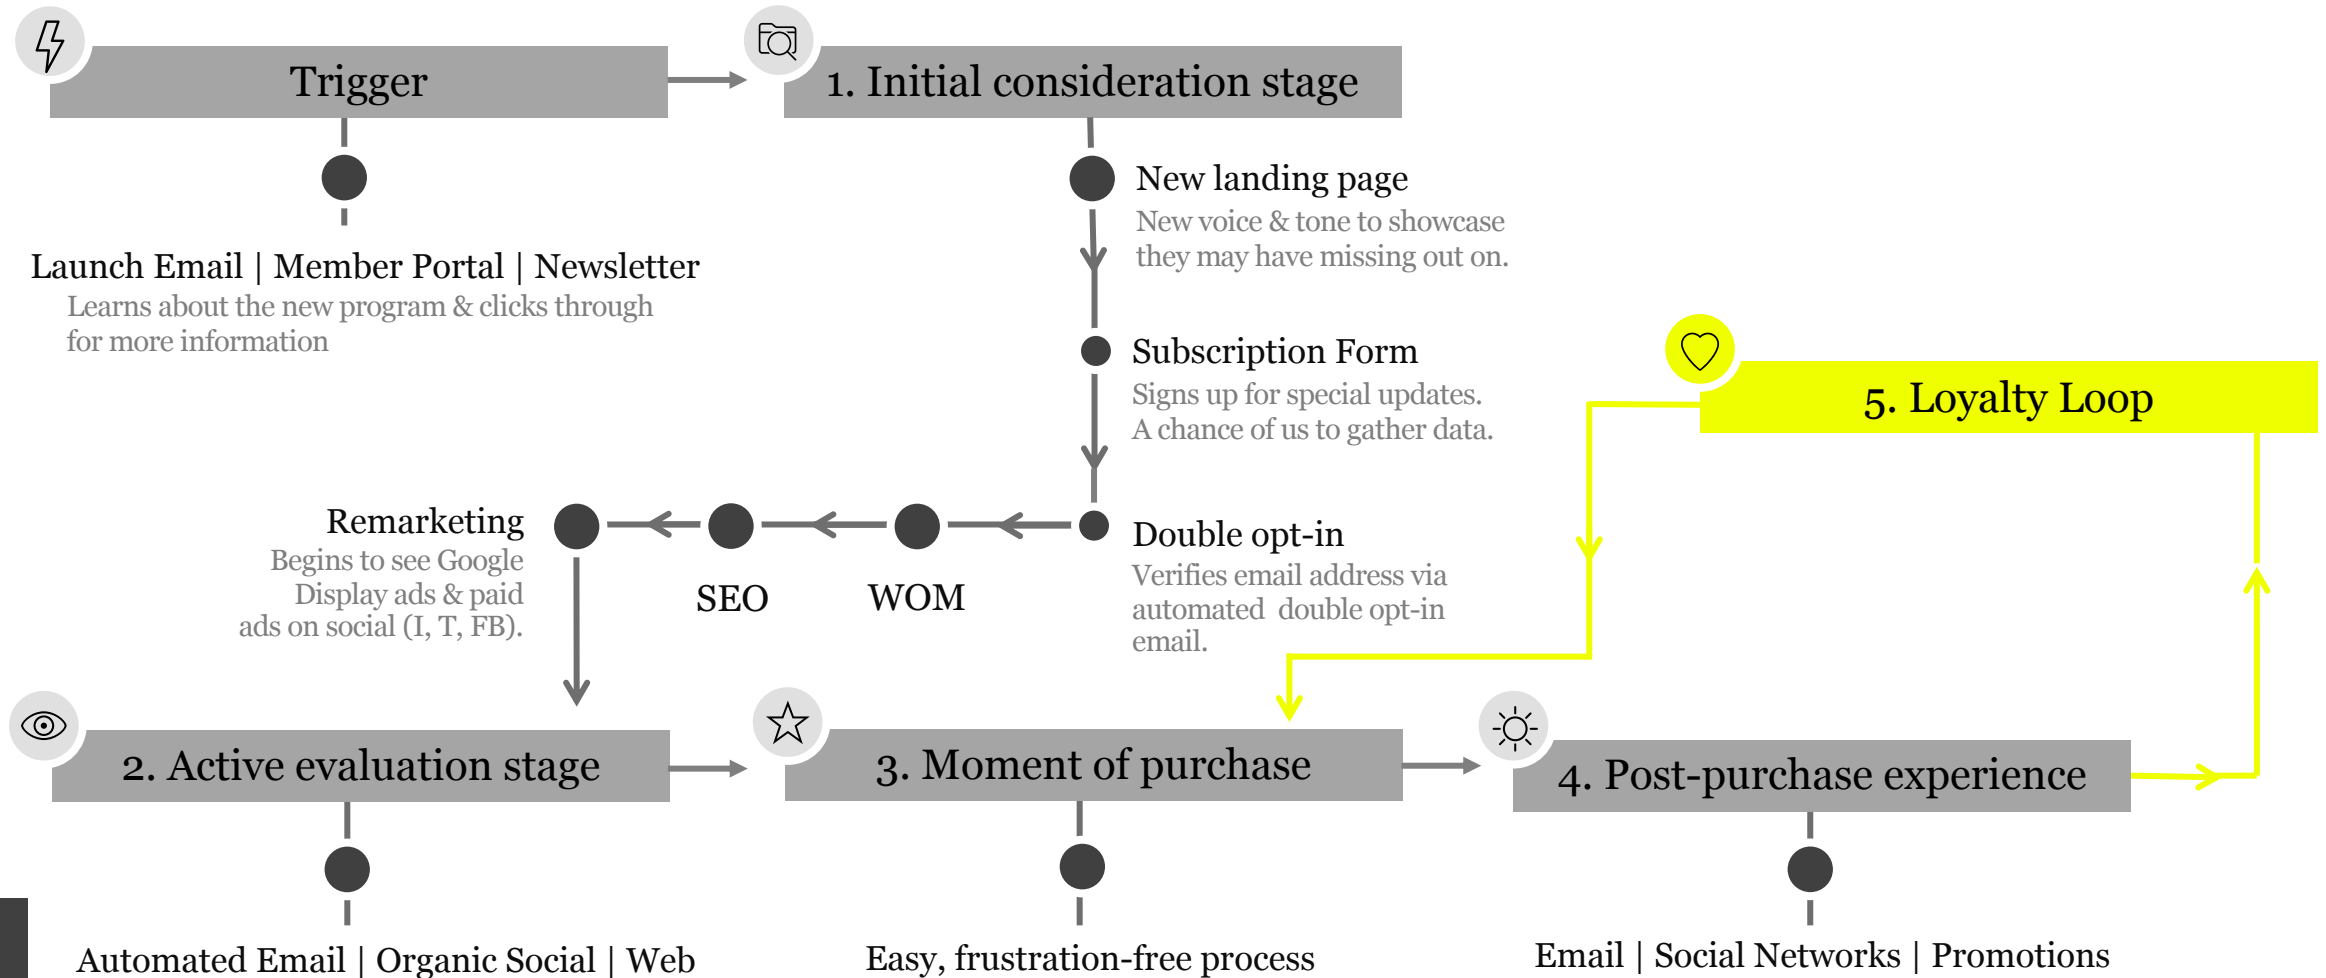 Trigger
1. Initial consideration stage
Launch Email | Member Portal | Newsletter
Learns about the new program & clicks through
for more information
New landing page
New voice & tone to showcase
they may have missing out on.
Subscription Form
Signs up for special updates.
A chance of us to gather data.
Double opt-in
Verifies email address via
automated  double opt-in
email.
WOM
SEO
Remarketing
Begins to see Google
Display ads & paid
ads on social (I, T, FB).
2. Active evaluation stage
Automated Email | Organic Social | Web
3. Moment of purchase
Easy, frustration-free process
4. Post-purchase experience
Email | Social Networks | Promotions
5. Loyalty Loop